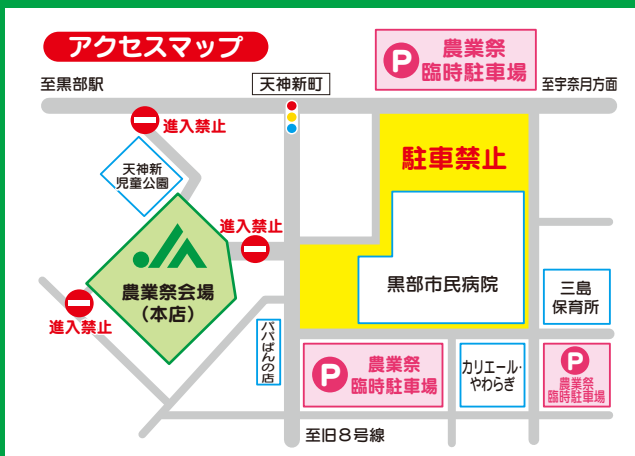 アクセスマップ
P
農業祭
臨時駐車場
至黒部駅
天神新町
至宇奈月方面
進入禁止
駐車禁止
天神新
児童公園
進入禁止
JA
農業祭会場
(本店)
黒部市民病院
三島
保育所
進入禁止
パパぱんの店
P
農業祭
臨時駐車場
カリエール・
やわらぎ
P
農業祭
臨時駐車場
至旧8号線